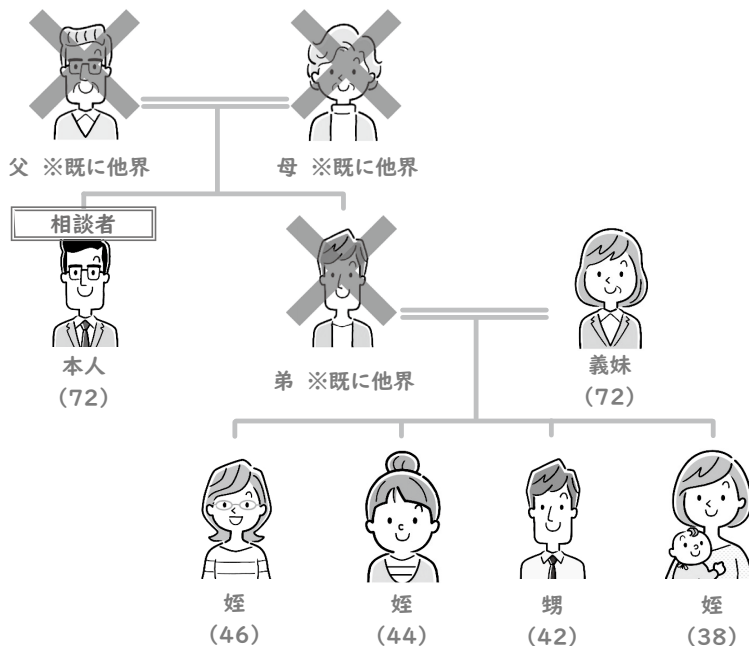 父 ※既に他界
母 ※既に他界
相談者
本人
(72)
弟 ※既に他界
義妹
(72)
姪
(46)
姪
(44)
甥
(42)
姪
(38)